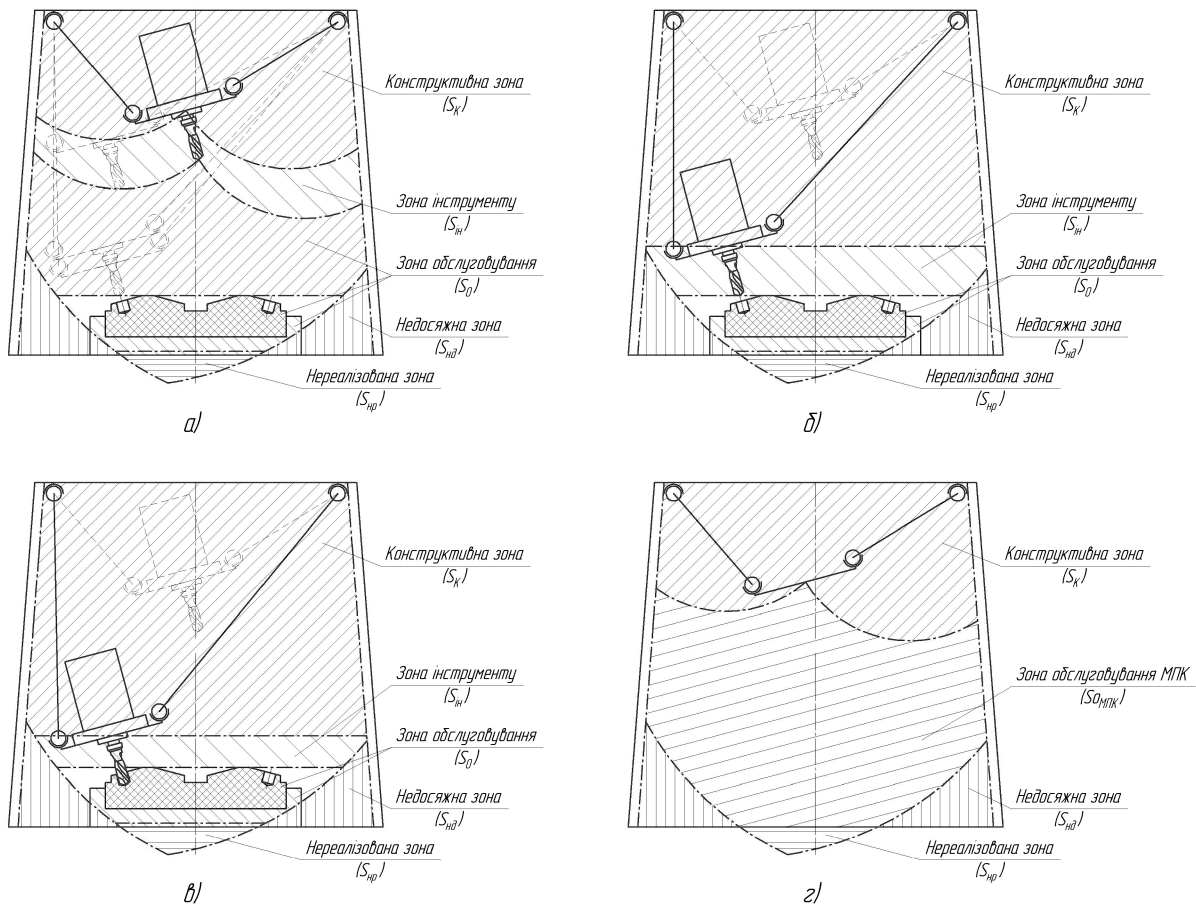 Конструктивна зона
(Sк)
Зона інструменту
(Sін)
Зона обслуговування
(S0)
Недосяжна зона
(Sнд)
Нереалізована зона
(Sнр)
а)
Конструктивна зона
(Sк)
Зона інструменту
(Sін)
Зона обслуговування
(S0)
Недосяжна зона
(Sнд)
Нереалізована зона
(Sнр)
б)
Конструктивна зона
(Sк)
Зона інструменту
(Sін)
Зона обслуговування
(S0)
Недосяжна зона
(Sнд)
Нереалізована зона
(Sнр)
в)
Конструктивна зона
(Sк)
Зона обслуговування МПК
(SoМПК)
Недосяжна зона
(Sнд)
Нереалізована зона
(Sнр)
г)